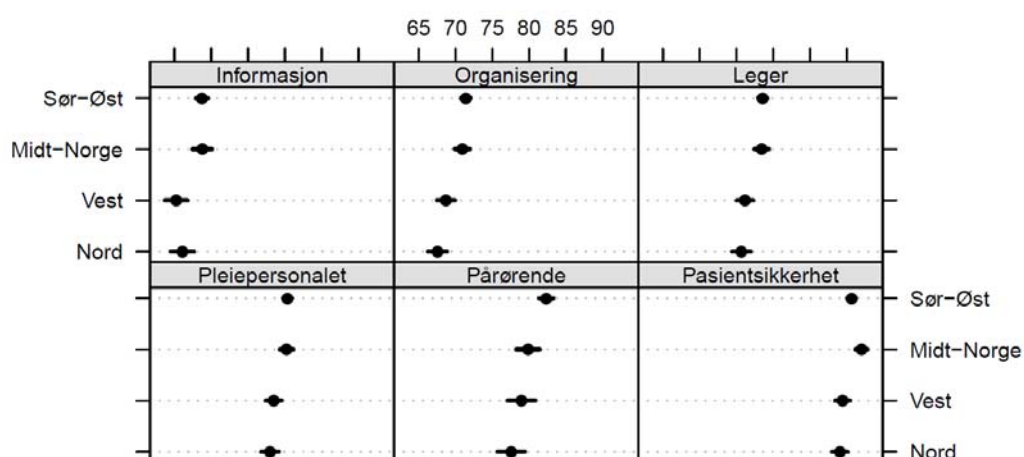 65 70 75 80 85 90
Informasjon Organisering Leger
Sør-Øst
Midt-Norge
Vest
Nord
Pleiepersonalet Pårørende Pasientsikkerhet
Sør-Øst
Midt-Norge
Vest
Nord